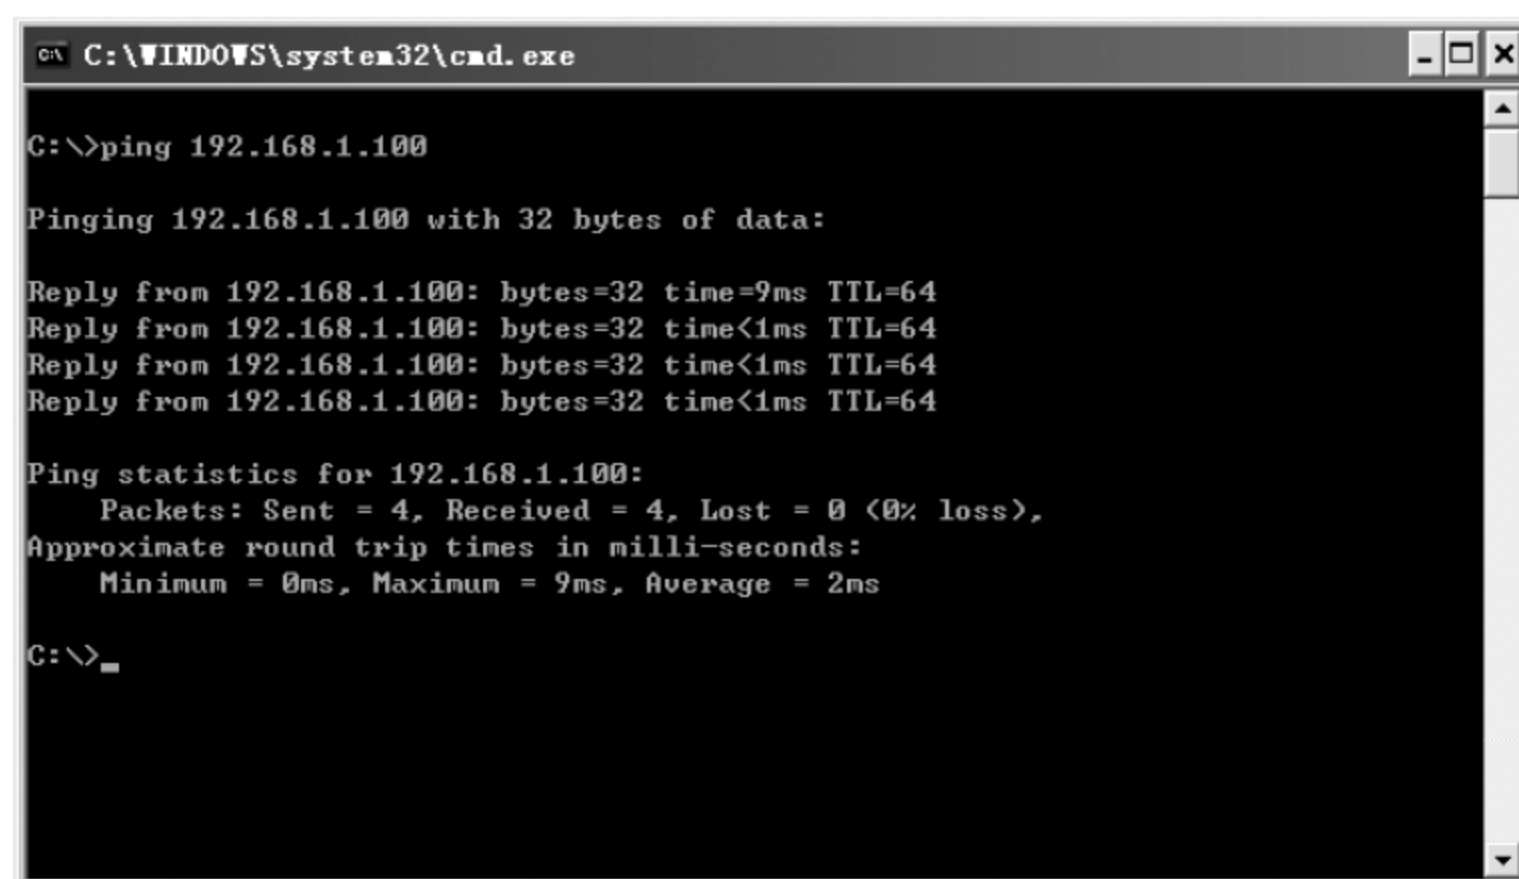 C:\WINDOWS\system32\cmd.exe
C:\>ping 192.168.1.100
Pinging 192.168.1.100 with 32 bytes of data:
Reply from 192.168.1.100: bytes=32 time=9ms TTL=64
Reply from 192.168.1.100: bytes=32 time<1ms TTL=64
Reply from 192.168.1.100: bytes=32 time<1ms TTL=64
Reply from 192.168.1.100: bytes=32 time<1ms TTL=64
Ping statistics for 192.168.1.100:
    Packets: Sent = 4, Received = 4, Lost = 0 (0% loss),
Approximate round trip times in milli-seconds:
    Minimum = 0ms, Maximum = 9ms, Average = 2ms
C:\>_